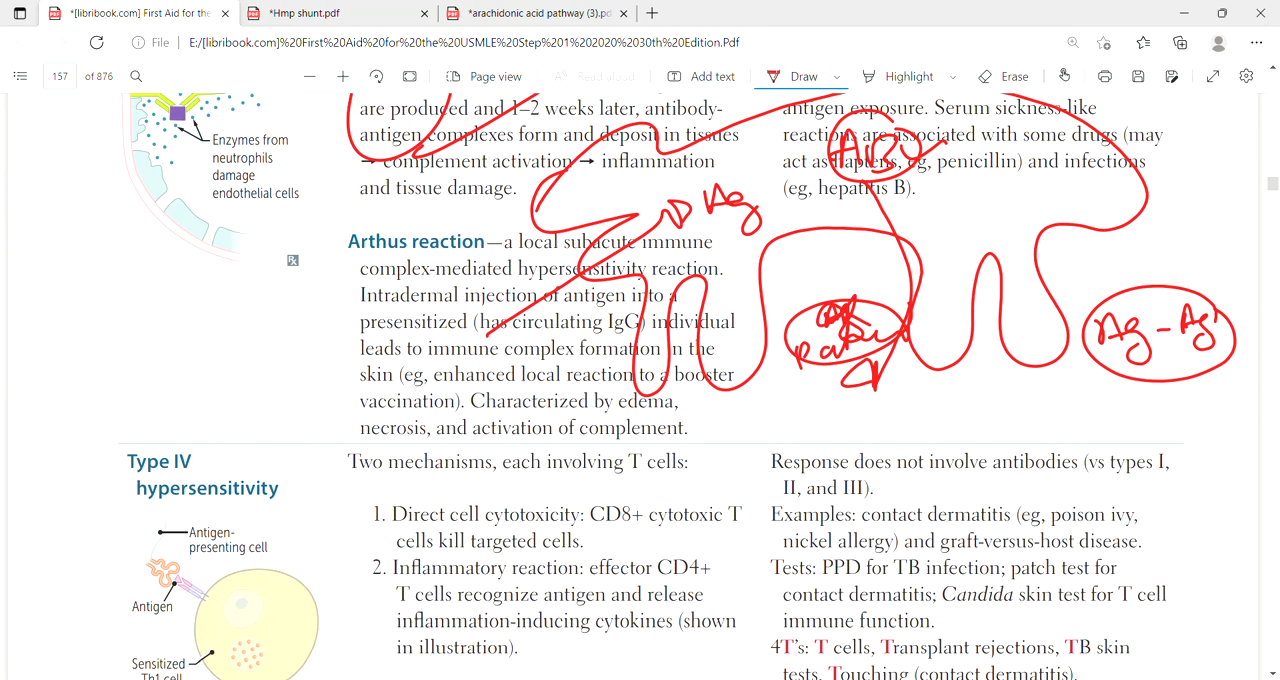 *[libribook.com] First Aid for the
*Hmp shunt.pdf
*arachidonic acid pathway (3).pd
File E:/[libribook.com]%20First%20Aid%20for%20the%20USMLE%20Step%201%202020%2030th%20Edition.Pdf
157 of 876 Page view Read aloud Add text Draw Highlight Erase
Enzymes from
neutrophils
damage
endothelial cells
are produced and 1–2 weeks later, antibody-
antigen complexes form and deposit in tissues
→ complement activation → inflammation
and tissue damage.
antigen exposure. Serum sickness-like
reactions are associated with some drugs (may
act as haptens, eg, penicillin) and infections
(eg, hepatitis B).
Ag
Ag – Ag
Arthus reaction—a local subacute immune
complex-mediated hypersensitivity reaction.
Intradermal injection of antigen into a
presensitized (has circulating IgG) individual
leads to immune complex formation in the
skin (eg, enhanced local reaction to a booster
vaccination). Characterized by edema,
necrosis, and activation of complement.
Type IV
hypersensitivity
Antigen-
presenting cell
Antigen
Sensitized
Th1 cell
Two mechanisms, each involving T cells:
1. Direct cell cytotoxicity: CD8+ cytotoxic T
cells kill targeted cells.
2. Inflammatory reaction: effector CD4+
T cells recognize antigen and release
inflammation-inducing cytokines (shown
in illustration).
Response does not involve antibodies (vs types I,
II, and III).
Examples: contact dermatitis (eg, poison ivy,
nickel allergy) and graft-versus-host disease.
Tests: PPD for TB infection; patch test for
contact dermatitis; Candida skin test for T cell
immune function.
4T's: T cells, Transplant rejections, TB skin
tests, Touching (contact dermatitis).